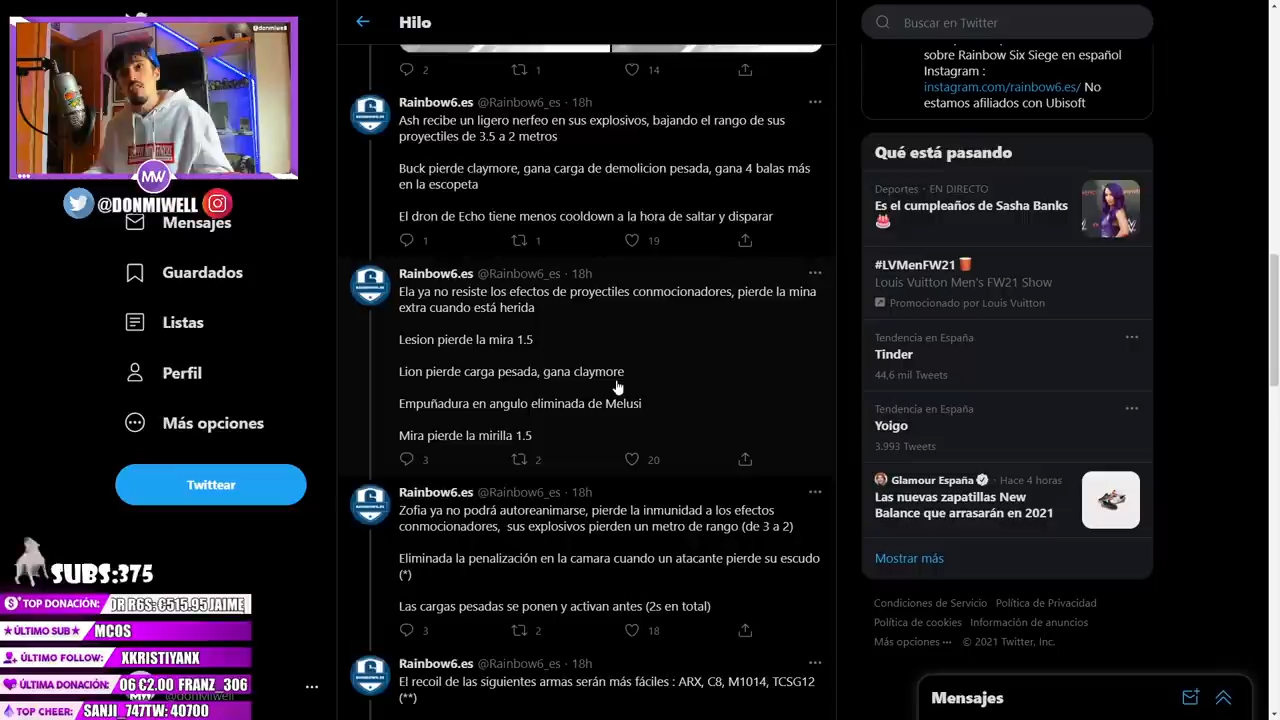 @donmiwell
MW
@DONMIWELL
Mensajes
Guardados
Listas
Perfil
Más opciones
Twittear
SUBS:375
TOP DONACIÓN: DR R6S: €515.95 JAIME
★ÚLTIMO SUB★ MCOS
ÚLTIMO FOLLOW: XKRISTIYANX
ÚLTIMA DONACIÓN: 06 €2,00 FRANZ_306
@donMiwell
TOP CHEER: SANJI_747TW: 40700
Hilo
2 1 14
Rainbow6.es @Rainbow6_es · 18h
Ash recibe un ligero nerfeo en sus explosivos, bajando el rango de sus
proyectiles de 3.5 a 2 metros
Buck pierde claymore, gana carga de demolicion pesada, gana 4 balas más
en la escopeta
El dron de Echo tiene menos cooldown a la hora de saltar y disparar
1 1 19
Rainbow6.es @Rainbow6_es · 18h
Ela ya no resiste los efectos de proyectiles conmocionadores, pierde la mina
extra cuando está herida
Lesion pierde la mira 1.5
Lion pierde carga pesada, gana claymore
Empuñadura en angulo eliminada de Melusi
Mira pierde la mirilla 1.5
3 2 20
Rainbow6.es @Rainbow6_es · 18h
Zofia ya no podrá autoreanimarse, pierde la inmunidad a los efectos
conmocionadores, sus explosivos pierden un metro de rango (de 3 a 2)
Eliminada la penalización en la camara cuando un atacante pierde su escudo
(*)
Las cargas pesadas se ponen y activan antes (2s en total)
3 2 18
Rainbow6.es @Rainbow6_es · 18h
El recoil de las siguientes armas serán más fáciles : ARX, C8, M1014, TCSG12
(**)
Buscar en Twitter
sobre Rainbow Six Siege en español
Instagram :
instagram.com/rainbow6.es/ No
estamos afiliados con Ubisoft
Qué está pasando
Deportes · EN DIRECTO
Es el cumpleaños de Sasha Banks
#LVMenFW21
Louis Vuitton Men's FW21 Show
Promocionado por Louis Vuitton
Tendencia en España
Tinder
44,6 mil Tweets
Tendencia en España
Yoigo
3.993 Tweets
Glamour España · Hace 4 horas
Las nuevas zapatillas New
Balance que arrasarán en 2021
Mostrar más
Condiciones de Servicio Política de Privacidad
Política de cookies Información de anuncios
Más opciones ··· © 2021 Twitter, Inc.
Mensajes